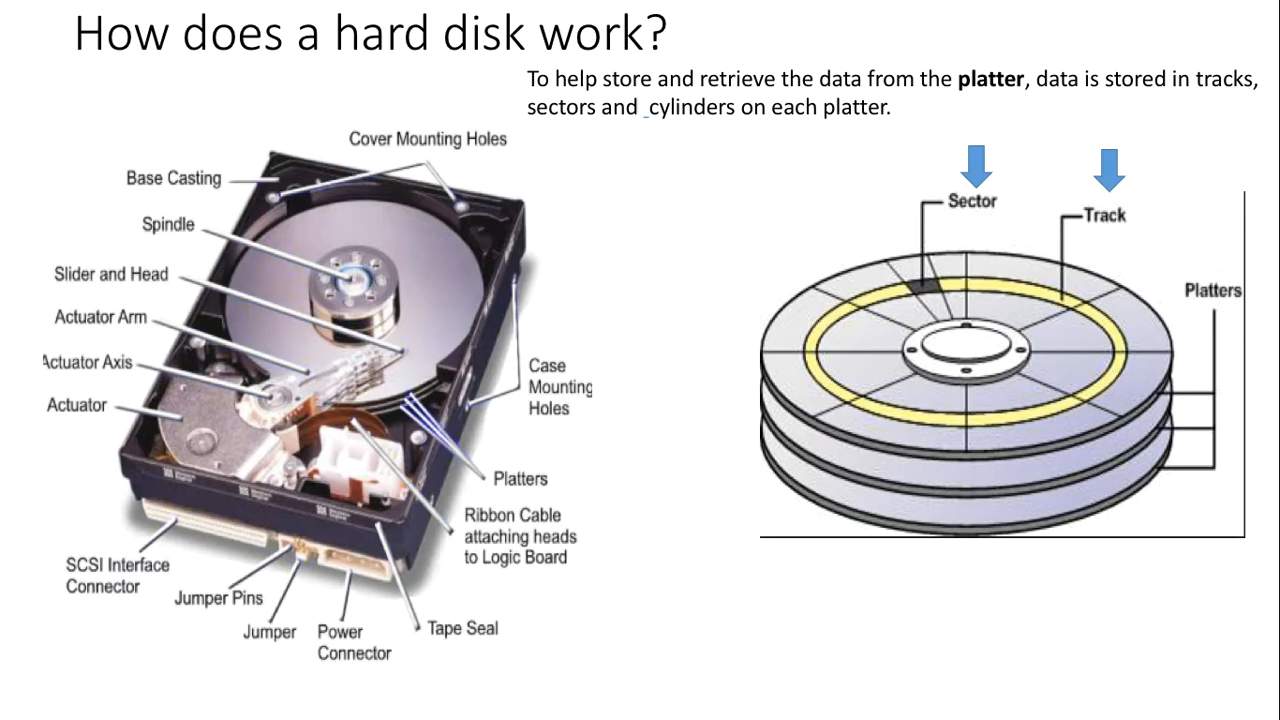 How does a hard disk work?
To help store and retrieve the data from the platter, data is stored in tracks,
sectors and cylinders on each platter.
Cover Mounting Holes
Base Casting
Spindle
Slider and Head
Actuator Arm
Actuator Axis
Actuator
Case
Mounting
Holes
Platters
Ribbon Cable
attaching heads
to Logic Board
SCSI Interface
Connector
Jumper Pins
Jumper
Power
Connector
Tape Seal
Sector
Track
Platters